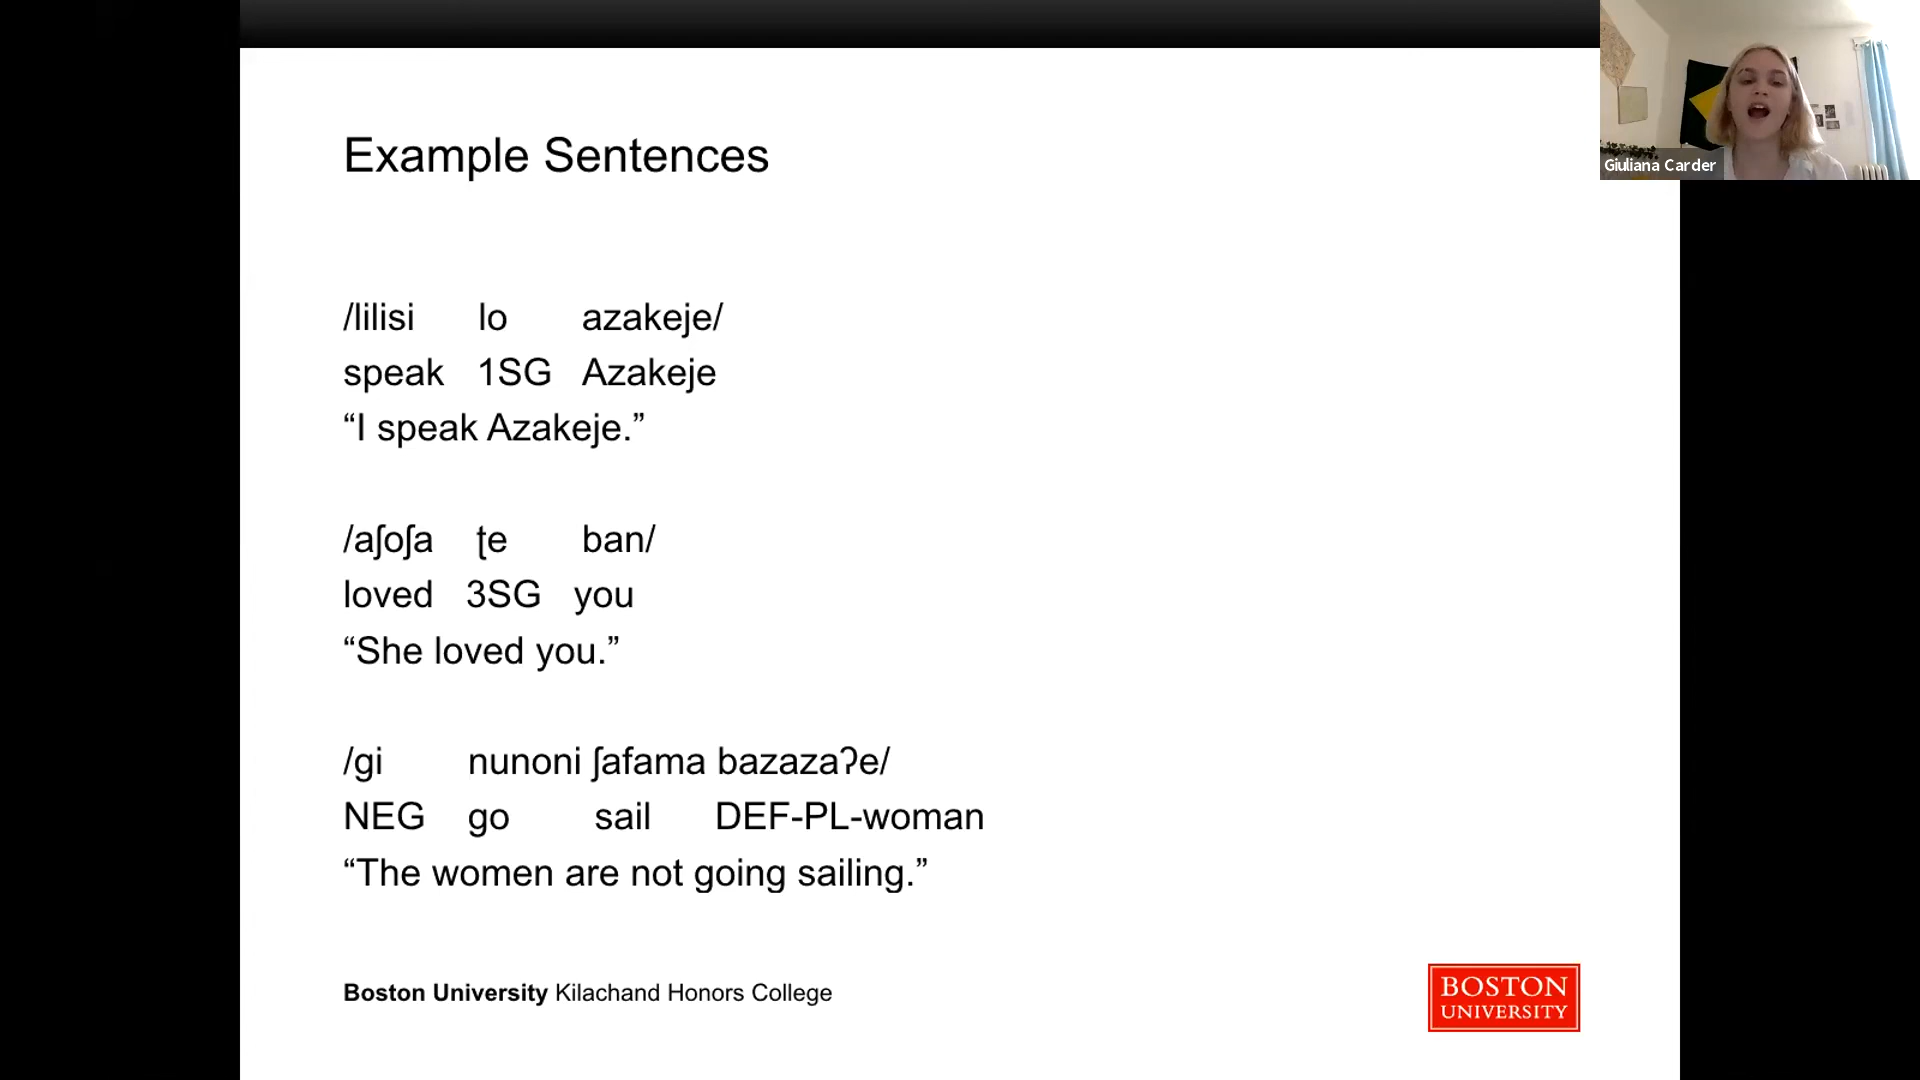 Example Sentences
/lilisi lo azakeje/
speak 1SG Azakeje
“I speak Azakeje.”
/aʃoʃa ʈe ban/
loved 3SG you
“She loved you.”
/gi nunoni ʃafama bazazaʔe/
NEG go sail DEF-PL-woman
“The women are not going sailing.”
Boston University Kilachand Honors College
BOSTON
UNIVERSITY
Giuliana Carder